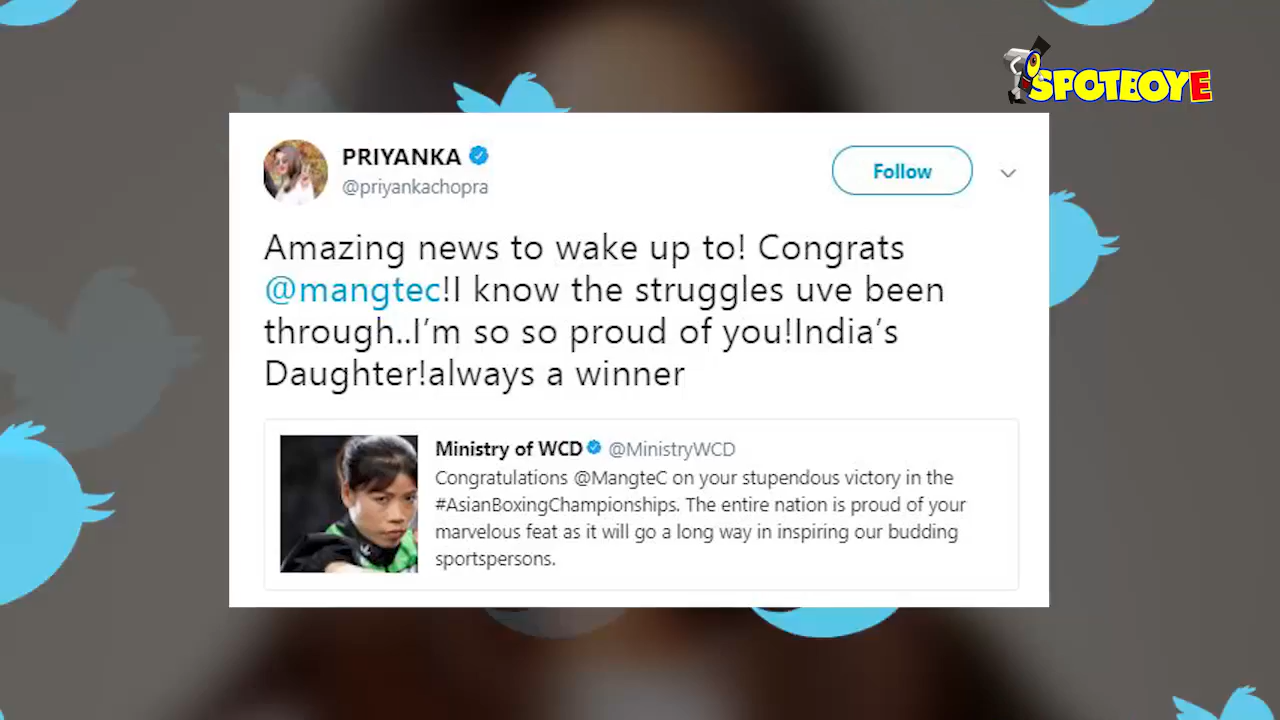 SPOTBOYE
PRIYANKA
@priyankachopra
Follow
Amazing news to wake up to! Congrats
@mangtec!I know the struggles uve been
through..I’m so so proud of you!India’s
Daughter!always a winner
Ministry of WCD @MinistryWCD
Congratulations @MangteC on your stupendous victory in the
#AsianBoxingChampionships. The entire nation is proud of your
marvelous feat as it will go a long way in inspiring our budding
sportspersons.